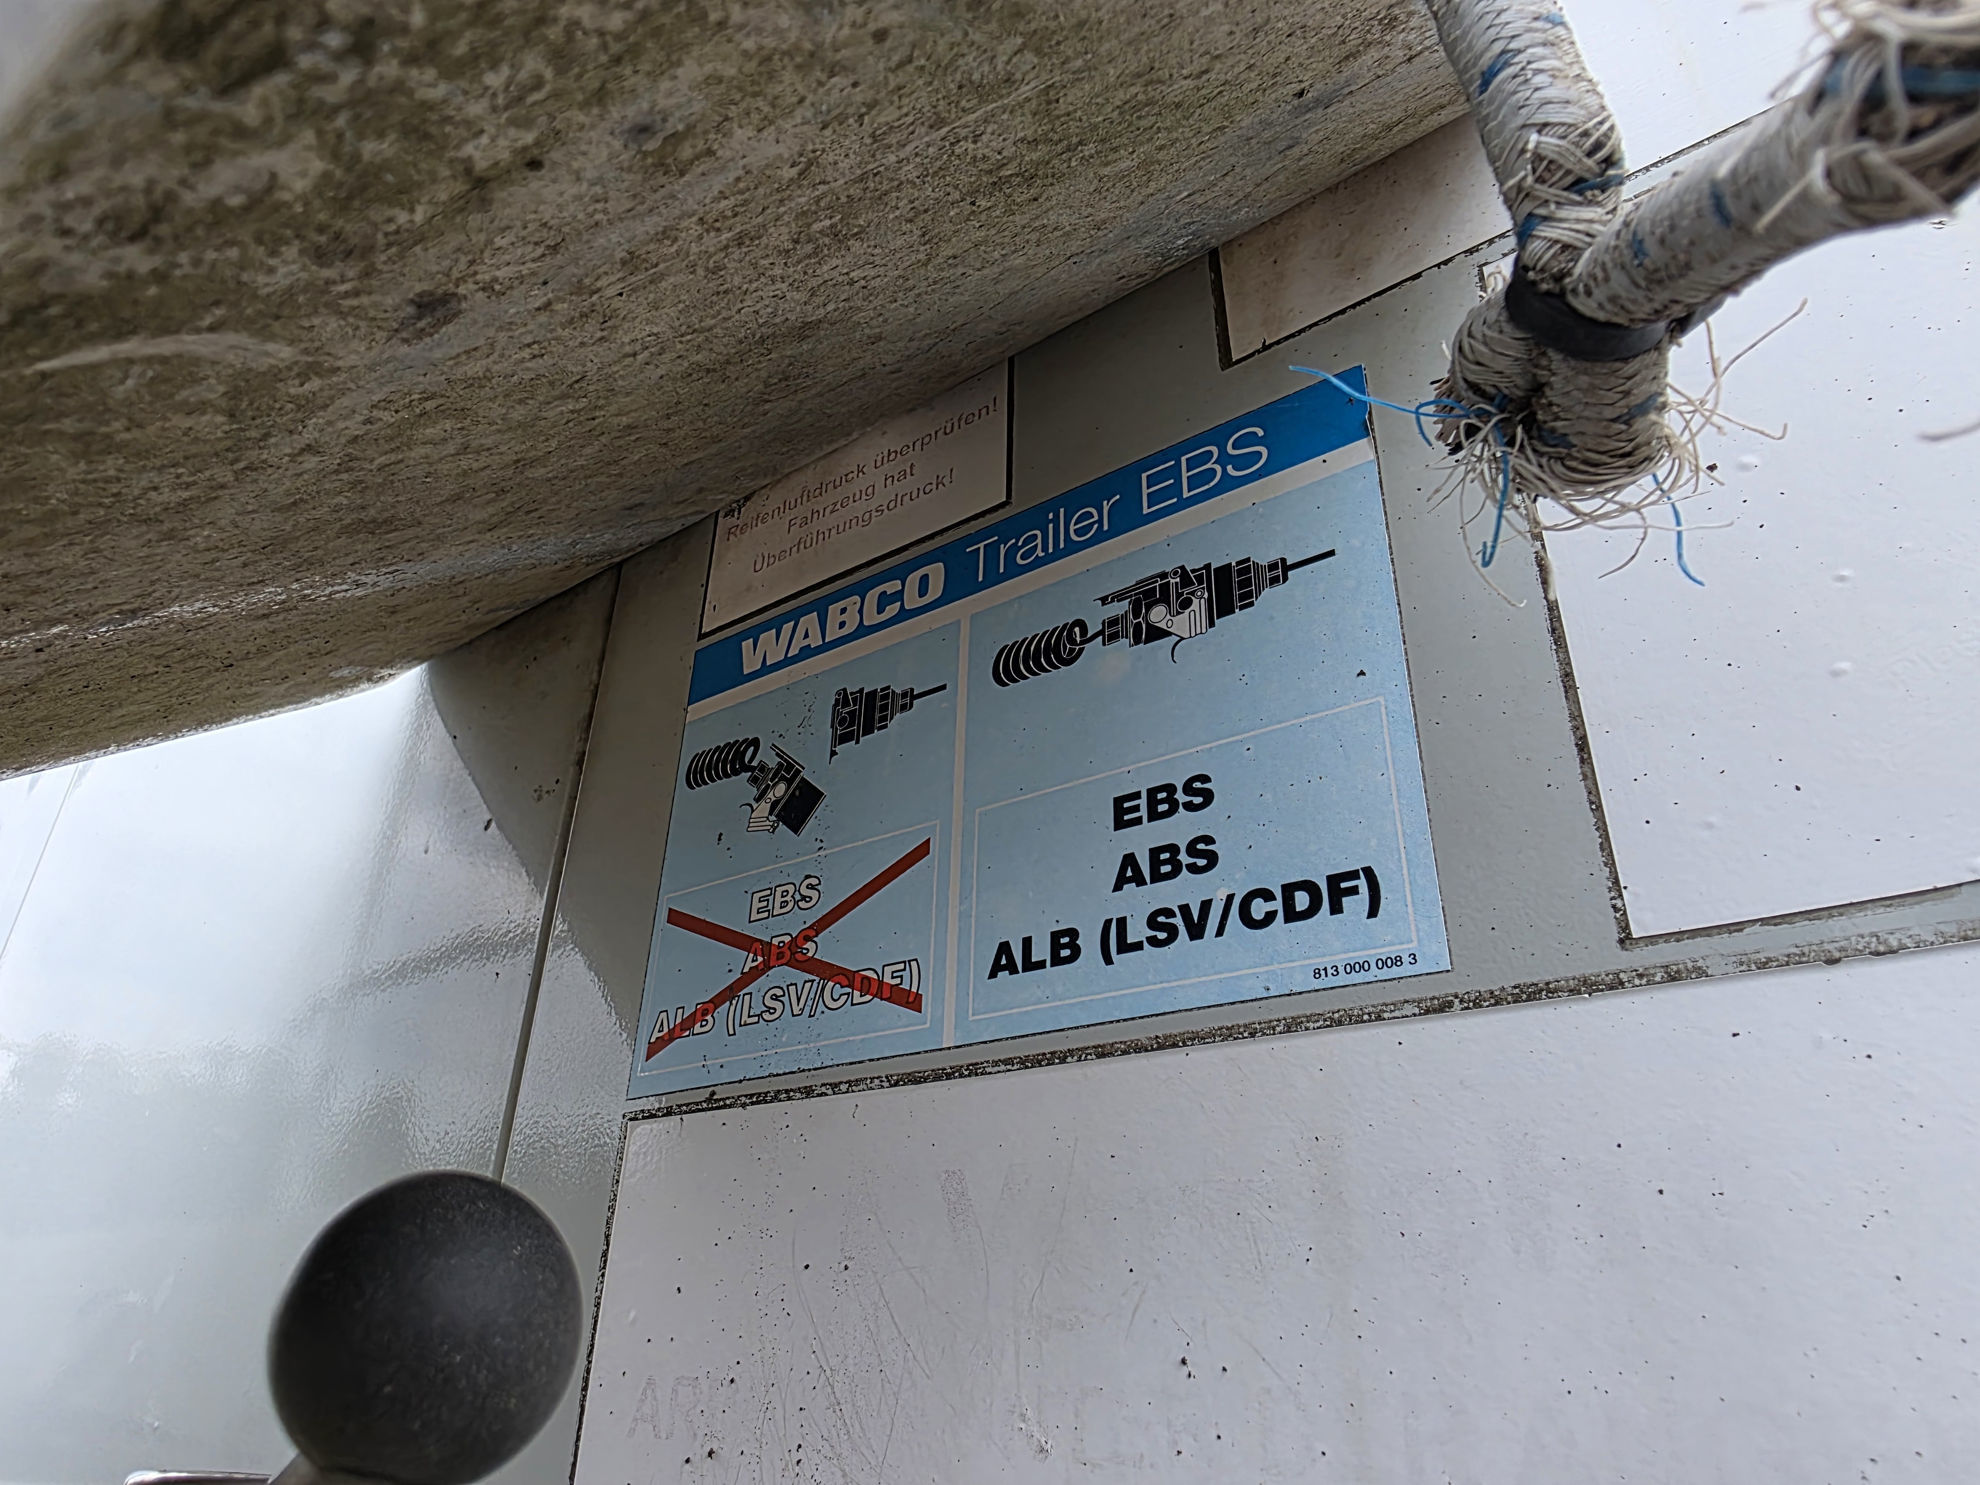 Reifenluftdruck überprüfen!
Fahrzeug hat
Überführungsdruck!
WABCO Trailer EBS
EBS
ABS
ALB (LSV/CDF)
EBS
ABS
ALB (LSV/CDF)
813 000 008 3